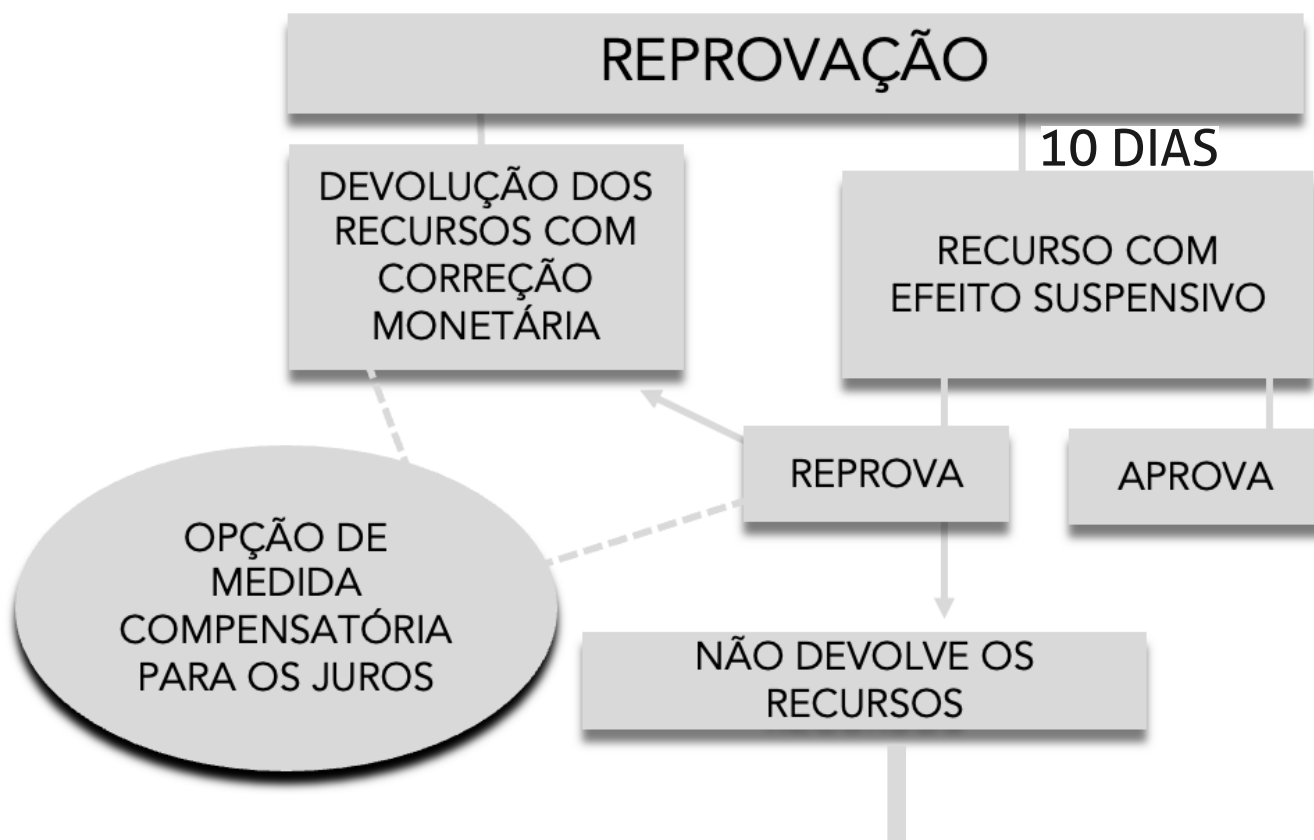 REPROVAÇÃO
10 DIAS
DEVOLUÇÃO DOS
RECURSOS COM
CORREÇÃO
MONETÁRIA
RECURSO COM
EFEITO SUSPENSIVO
REPROVA
APROVA
OPÇÃO DE
MEDIDA
COMPENSATÓRIA
PARA OS JUROS
NÃO DEVOLVE OS
RECURSOS